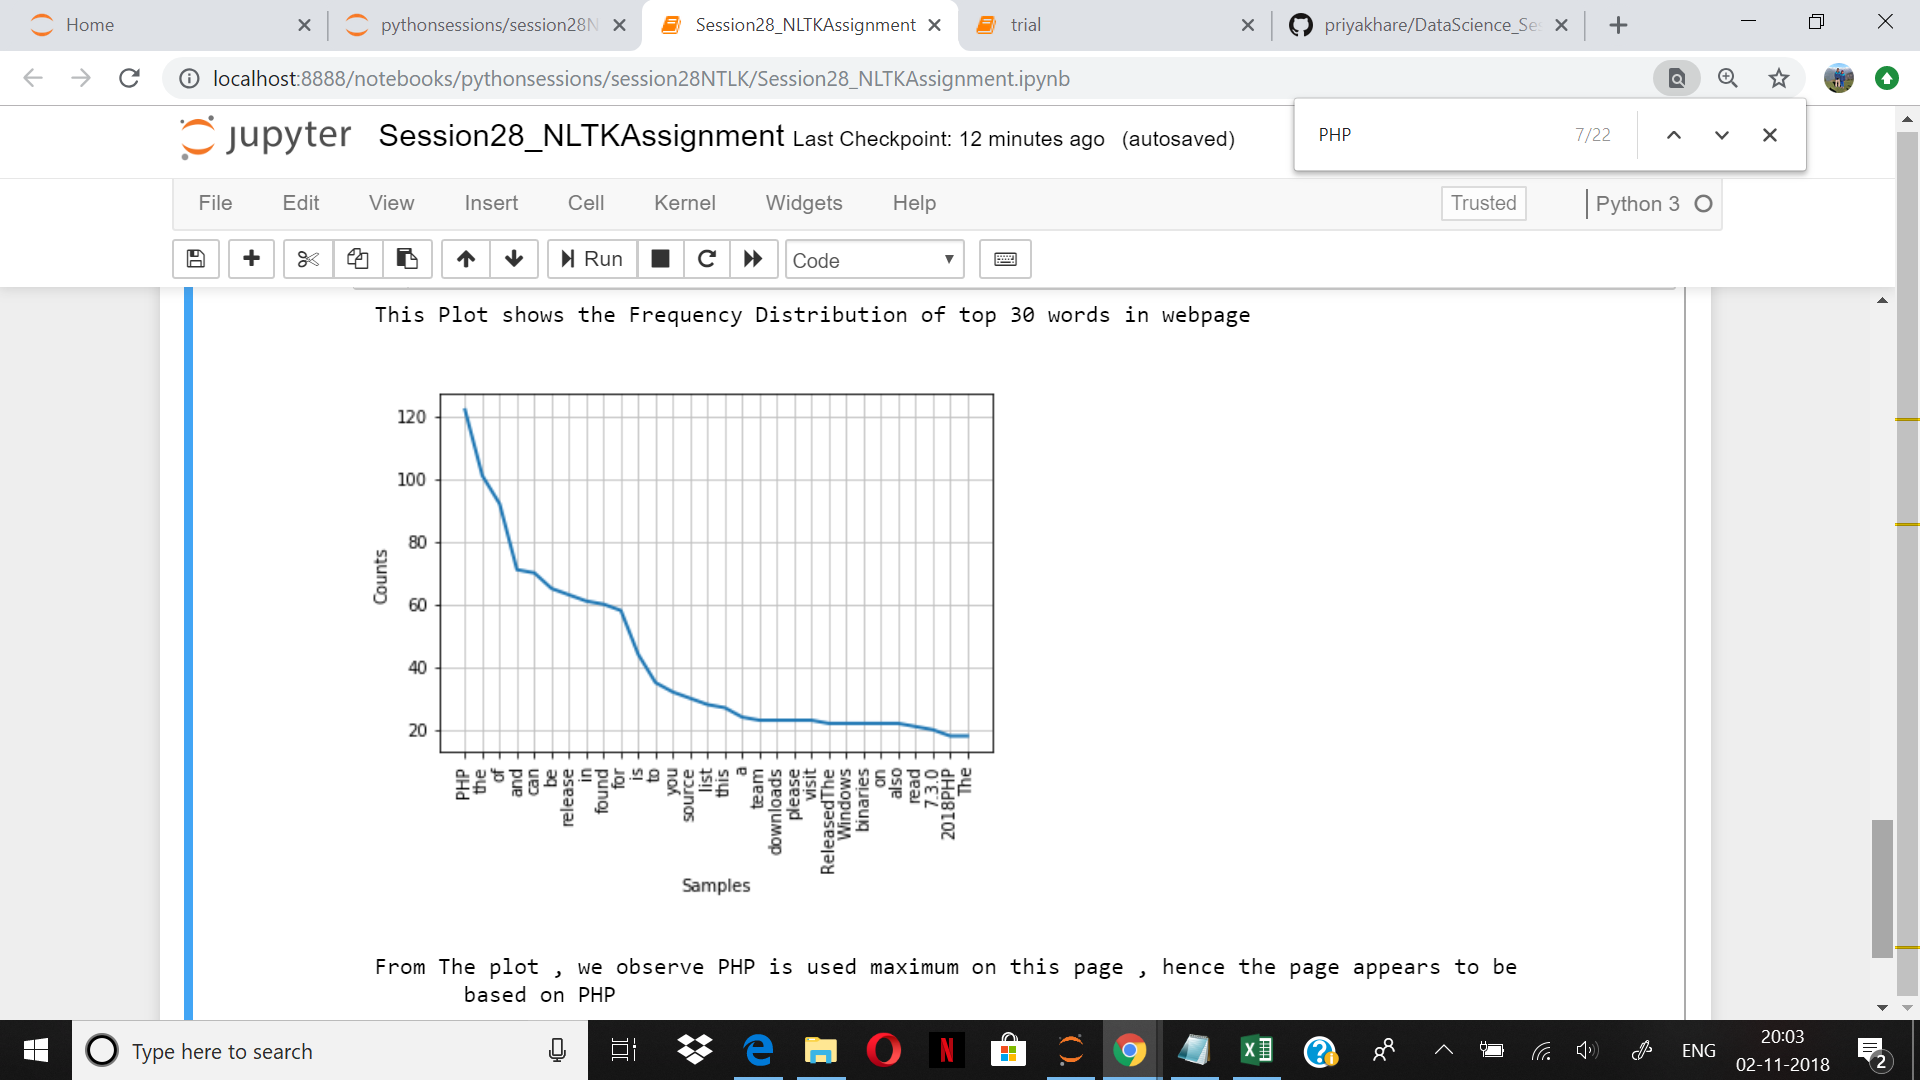 Home
pythonsessions/session28N
Session28_NLTKAssignment
trial
priyakhare/DataScience_Se
localhost:8888/notebooks/pythonsessions/session28NTLK/Session28_NLTKAssignment.ipynb
PHP 7/22
jupyter Session28_NLTKAssignment Last Checkpoint: 12 minutes ago (autosaved)
File Edit View Insert Cell Kernel Widgets Help
Trusted
Python 3
Run
Code
This Plot shows the Frequency Distribution of top 30 words in webpage
120
100
80
60
40
20
Counts
PHP
the
of
and
can
be
release
in
found
for
is
to
you
source
list
this
a
team
downloads
please
visit
ReleasedThe
Windows
binaries
on
also
read
7.3.0
2018PHP
The
Samples
From The plot , we observe PHP is used maximum on this page , hence the page appears to be
based on PHP
Type here to search
ENG
20:03
02-11-2018
2